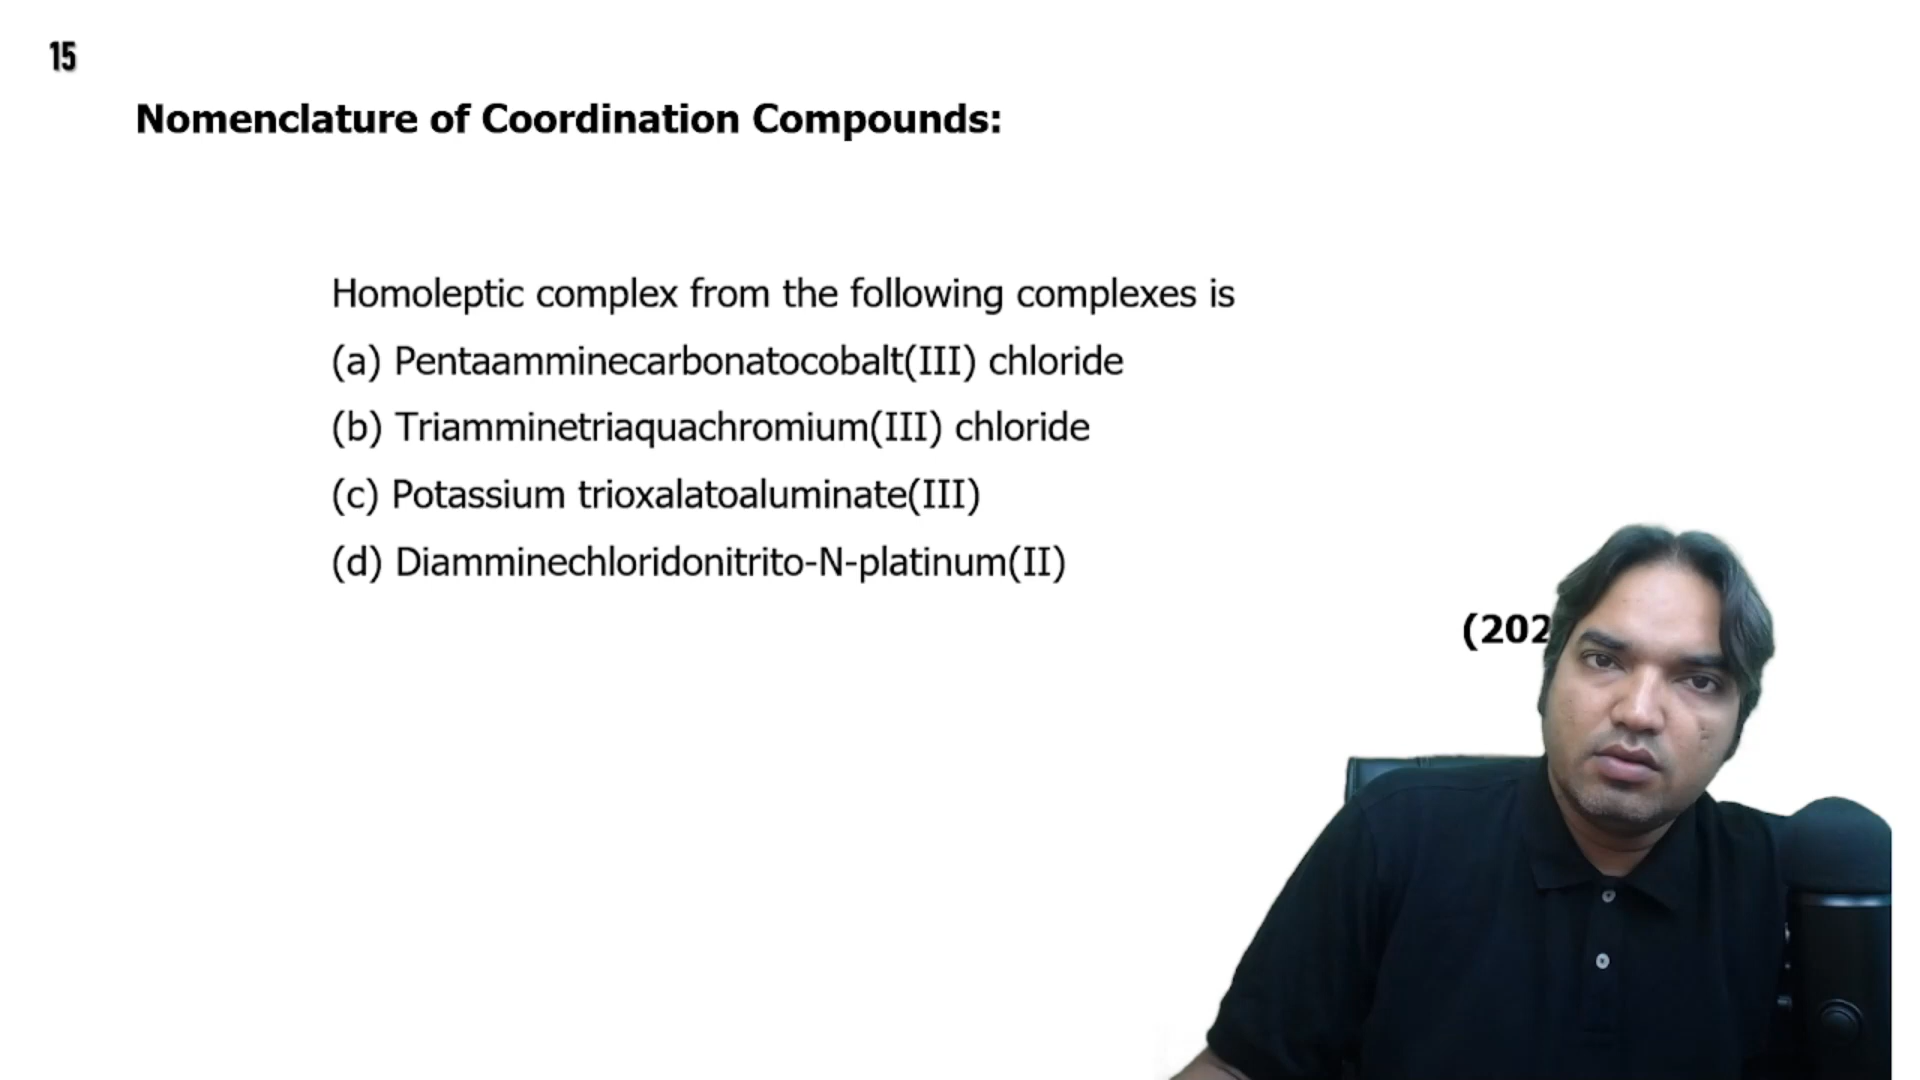 15
Nomenclature of Coordination Compounds:
Homoleptic complex from the following complexes is
(a) Pentaamminecarbonatocobalt(III) chloride
(b) Triamminetriaquachromium(III) chloride
(c) Potassium trioxalatoaluminate(III)
(d) Diamminechloridonitrito-N-platinum(II)